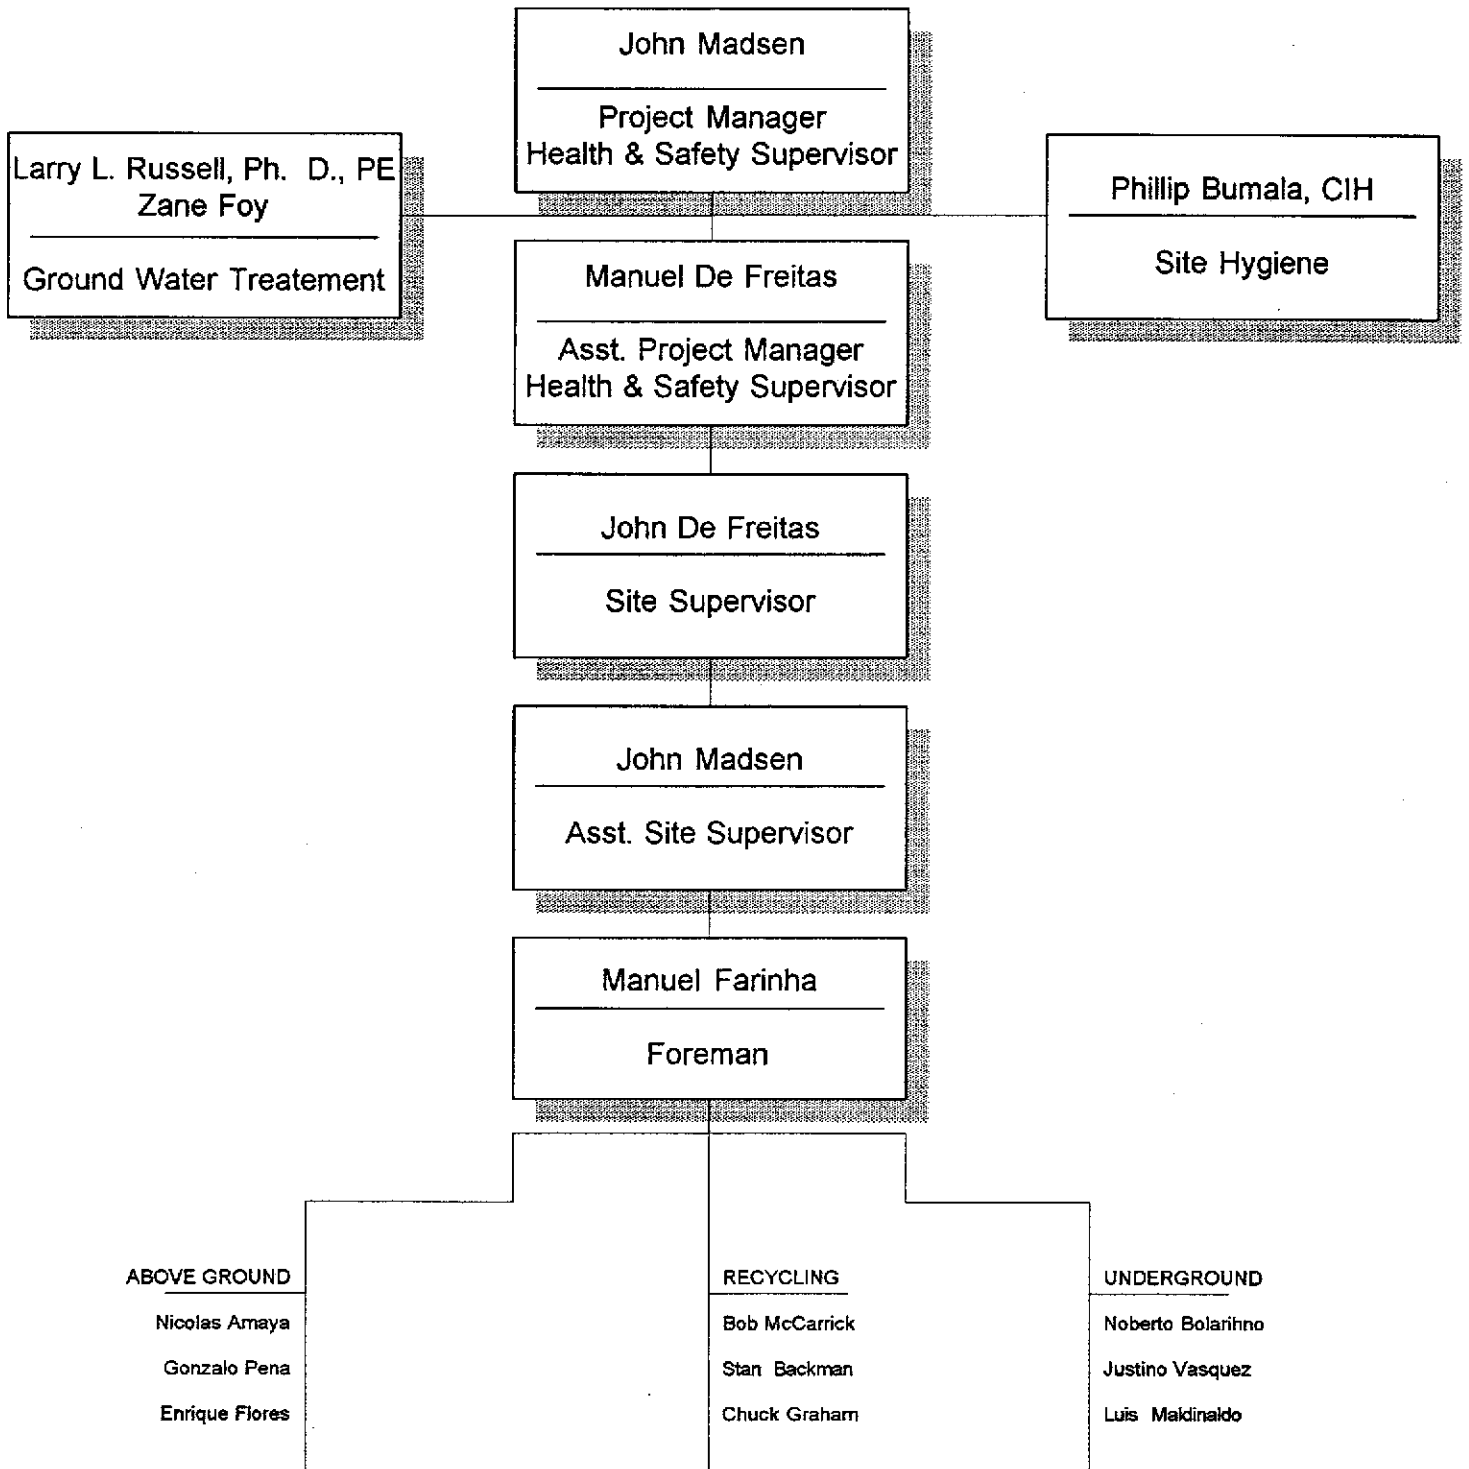 John Madsen
Project Manager
Health & Safety Supervisor
Larry L. Russell, Ph. D., PE
Zane Foy
Ground Water Treatement
Phillip Bumala, CIH
Site Hygiene
Manuel De Freitas
Asst. Project Manager
Health & Safety Supervisor
John De Freitas
Site Supervisor
John Madsen
Asst. Site Supervisor
Manuel Farinha
Foreman
ABOVE GROUND
Nicolas Amaya
Gonzalo Pena
Enrique Flores
RECYCLING
Bob McCarrick
Stan Backman
Chuck Graham
UNDERGROUND
Noberto Bolarihno
Justino Vasquez
Luis Maldinaldo